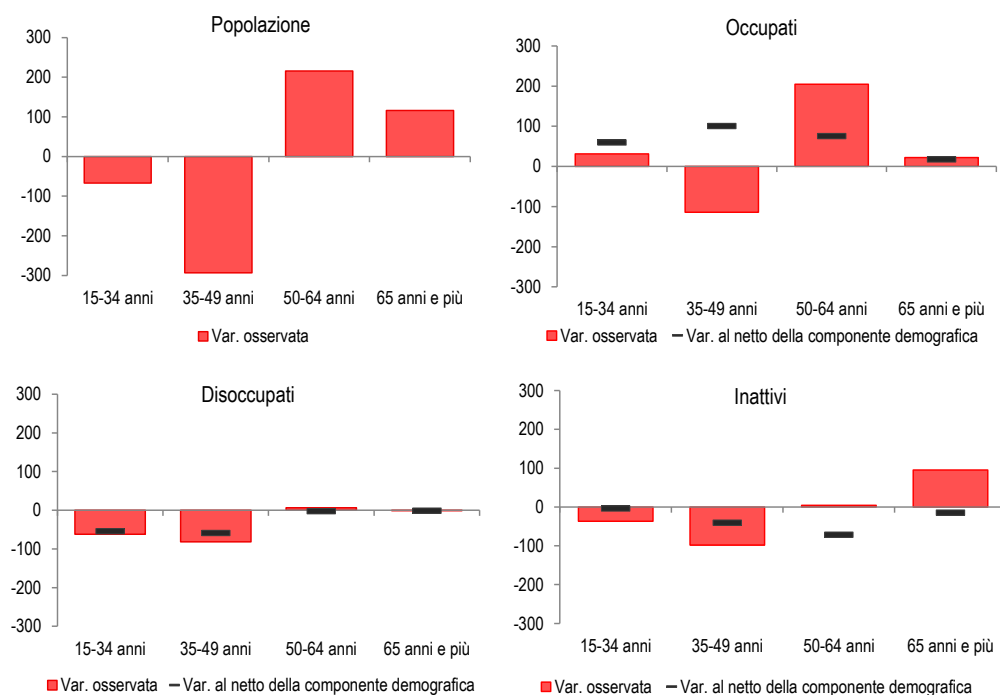 Popolazione
300
200
100
0
-100
-200
-300
15-34 anni 35-49 anni 50-64 anni 65 anni e più
Var. osservata
Occupati
300
200
100
0
-100
-200
-300
15-34 anni 35-49 anni 50-64 anni 65 anni e più
Var. osservata Var. al netto della componente demografica
Disoccupati
300
200
100
0
-100
-200
-300
15-34 anni 35-49 anni 50-64 anni 65 anni e più
Var. osservata Var. al netto della componente demografica
Inattivi
300
200
100
0
-100
-200
-300
15-34 anni 35-49 anni 50-64 anni 65 anni e più
Var. osservata Var. al netto della componente demografica